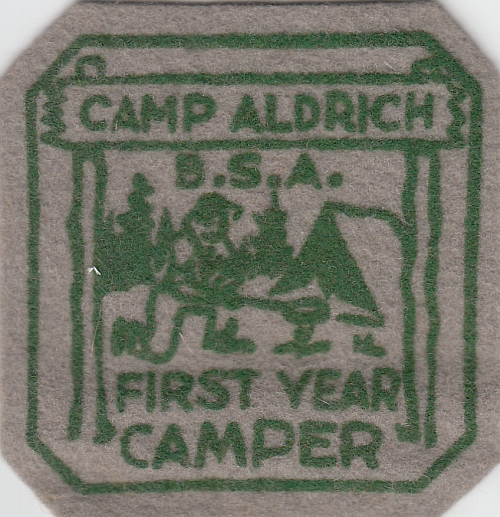 CAMP ALDRICH
B.S.A.
FIRST YEAR
CAMPER